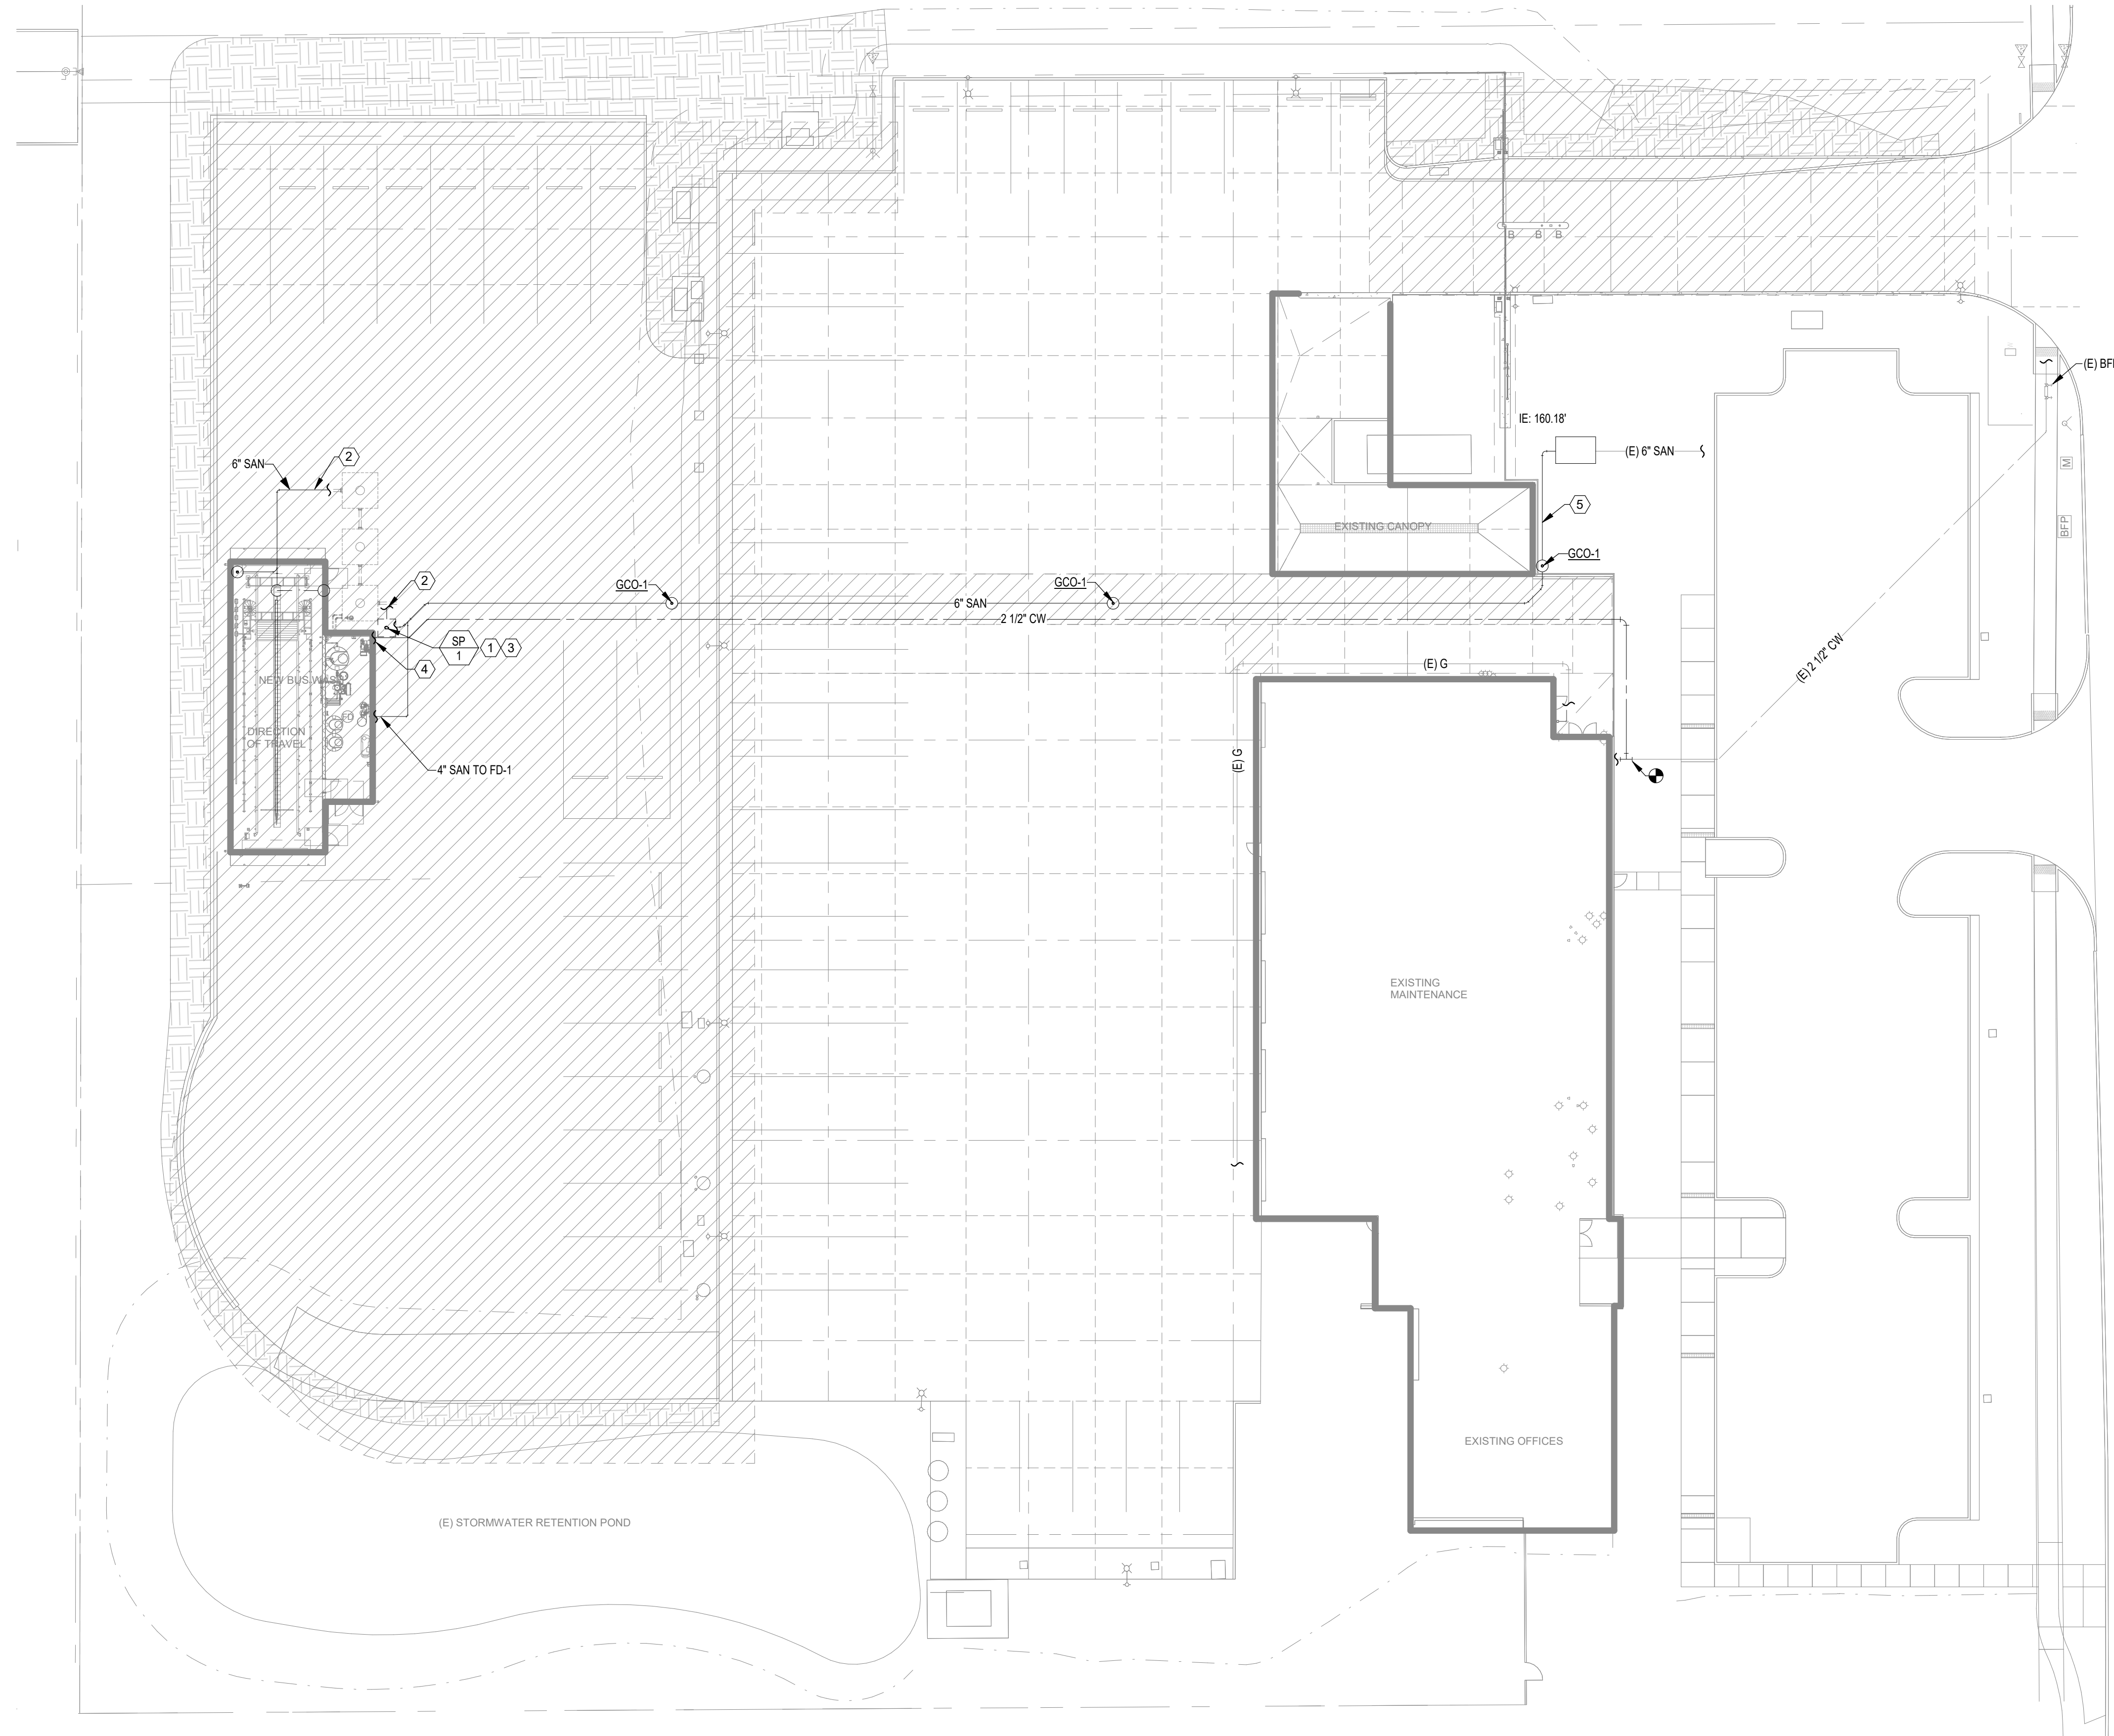 B B B
(E) BF
IE: 160.18'
(E) 6" SAN
6" SAN
2
M
5
EXISTING CANOPY
BFP
GCO-1
2
GCO-1
GCO-1
6" SAN
2 1/2" CW
SP
1
1
3
4
(E) 2 1/2" CW
(E) G
NEW BUS WAS
DIRECTION
OF TRAVEL
(E) G
4" SAN TO FD-1
EXISTING
MAINTENANCE
EXISTING OFFICES
(E) STORMWATER RETENTION POND